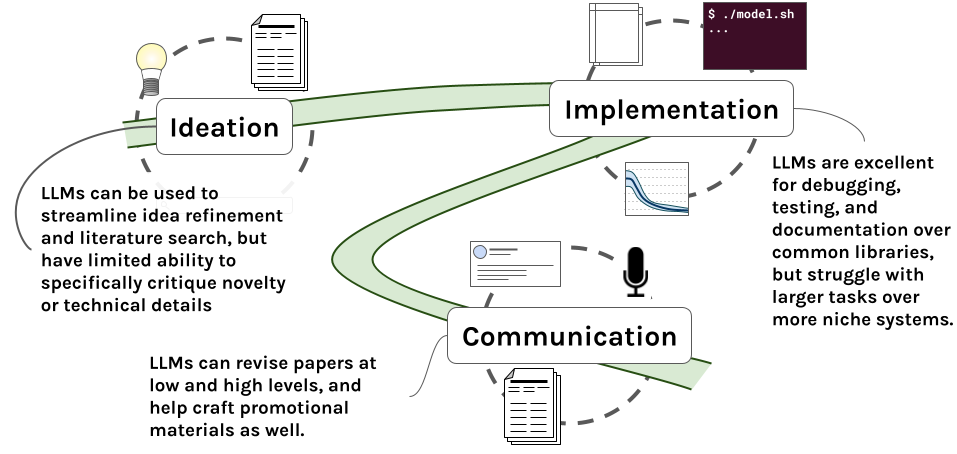 $ ./model.sh
...
Ideation
Implementation
LLMs can be used to
streamline idea refinement
and literature search, but
have limited ability to
specifically critique novelty
or technical details
LLMs are excellent
for debugging,
testing, and
documentation over
common libraries,
but struggle with
larger tasks over
more niche systems.
Communication
LLMs can revise papers at
low and high levels, and
help craft promotional
materials as well.